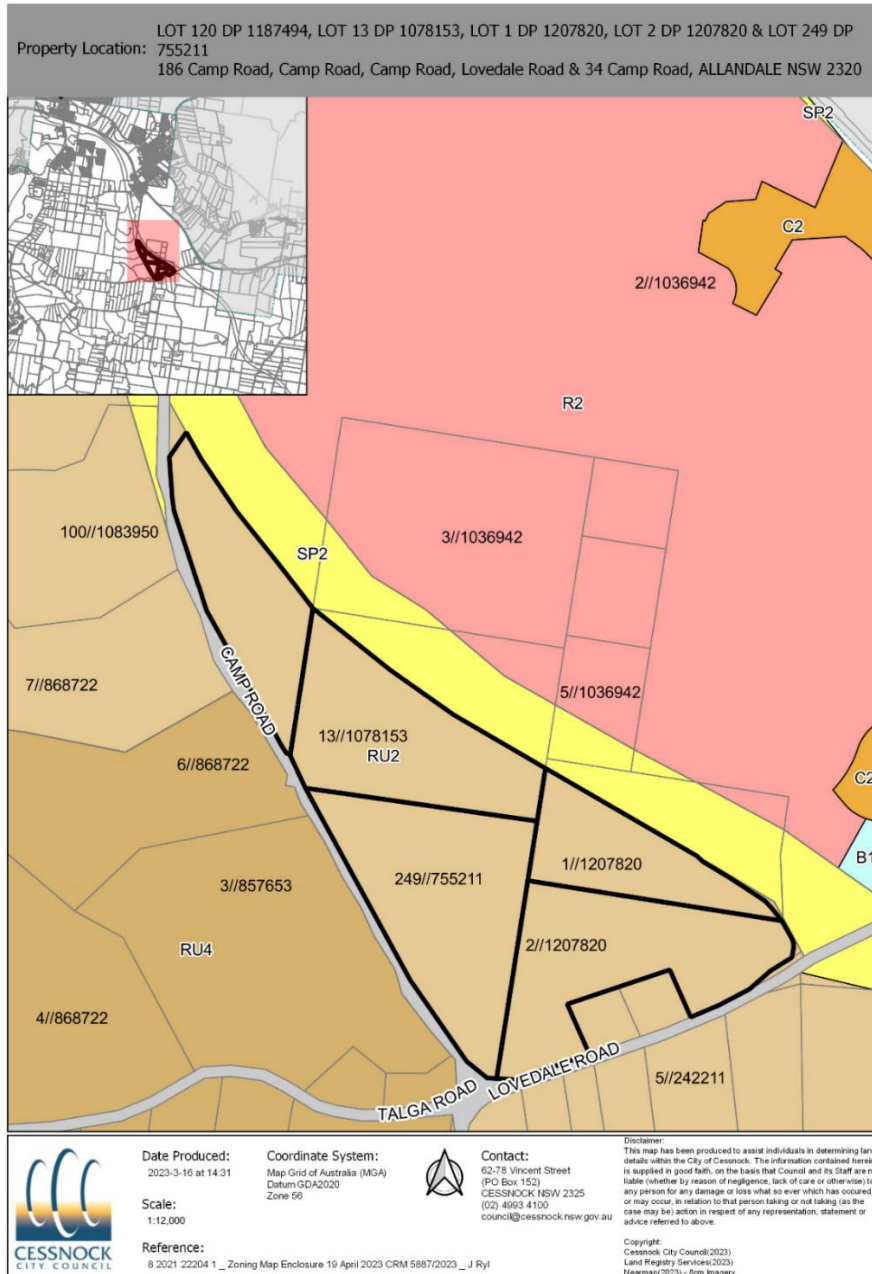 Property Location:
LOT 120 DP 1187494, LOT 13 DP 1078153, LOT 1 DP 1207820, LOT 2 DP 1207820 & LOT 249 DP
755211
186 Camp Road, Camp Road, Camp Road, Lovedale Road & 34 Camp Road, ALLANDALE NSW 2320
SP2
C2
2//1036942
R2
100//1083950
3//1036942
SP2
CAMP ROAD
7//868722
5//1036942
13//1078153
RU2
6//868722
C2
B1
1//1207820
249//755211
3//857653
2//1207820
RU4
4//868722
5//242211
TALGA ROAD
LOVEDALE ROAD
CESSNOCK
CITY COUNCIL
Date Produced:
2023-3-16 at 14:31
Scale:
1:12,000
Reference:
8 2021 22204 1 _ Zoning Map Enclosure 19 April 2023 CRM 5887/2023 _ J Ryl
Coordinate System:
Map Grid of Australia (MGA)
Datum GDA2020
Zone 56
Contact:
62-78 Vincent Street
(PO Box 152)
CESSNOCK NSW 2325
(02) 4993 4100
council@cessnock.nsw.gov.au
Disclaimer:
This map has been produced to assist individuals in determining lan
details within the City of Cessnock. The information contained herei
is supplied in good faith, on the basis that Council and its Staff are n
liable (whether by reason of negligence, lack of care or otherwise) to
any person for any damage or loss what so ever which has occured,
or may occur, in relation to that person taking or not taking (as the
case may be) action in respect of any representation, statement or
advice referred to above.
Copyright:
Cessnock City Council(2023)
Land Registry Services(2023)
Nearmap(2023) - 8cm Imagery